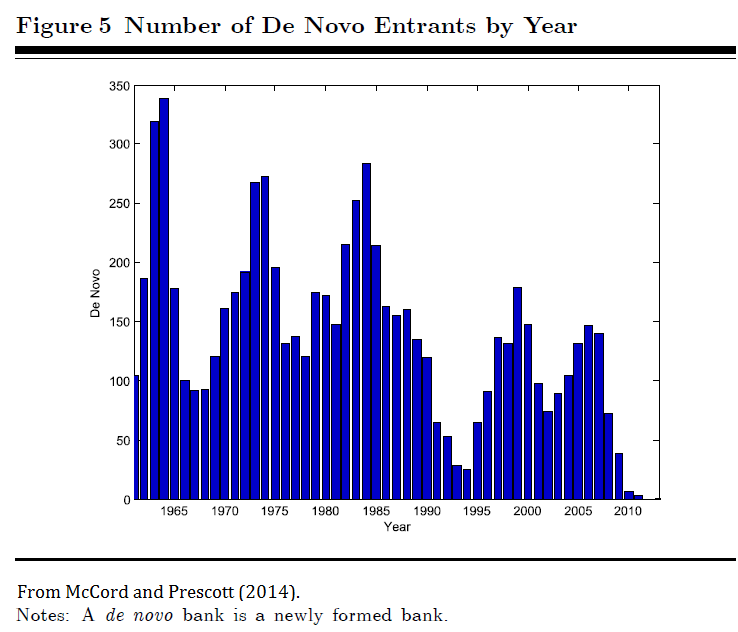 Figure 5 Number of De Novo Entrants by Year
350
300
250
200
150
100
50
0
De Novo
1965 1970 1975 1980 1985 1990 1995 2000 2005 2010
Year
From McCord and Prescott (2014).
Notes: A de novo bank is a newly formed bank.